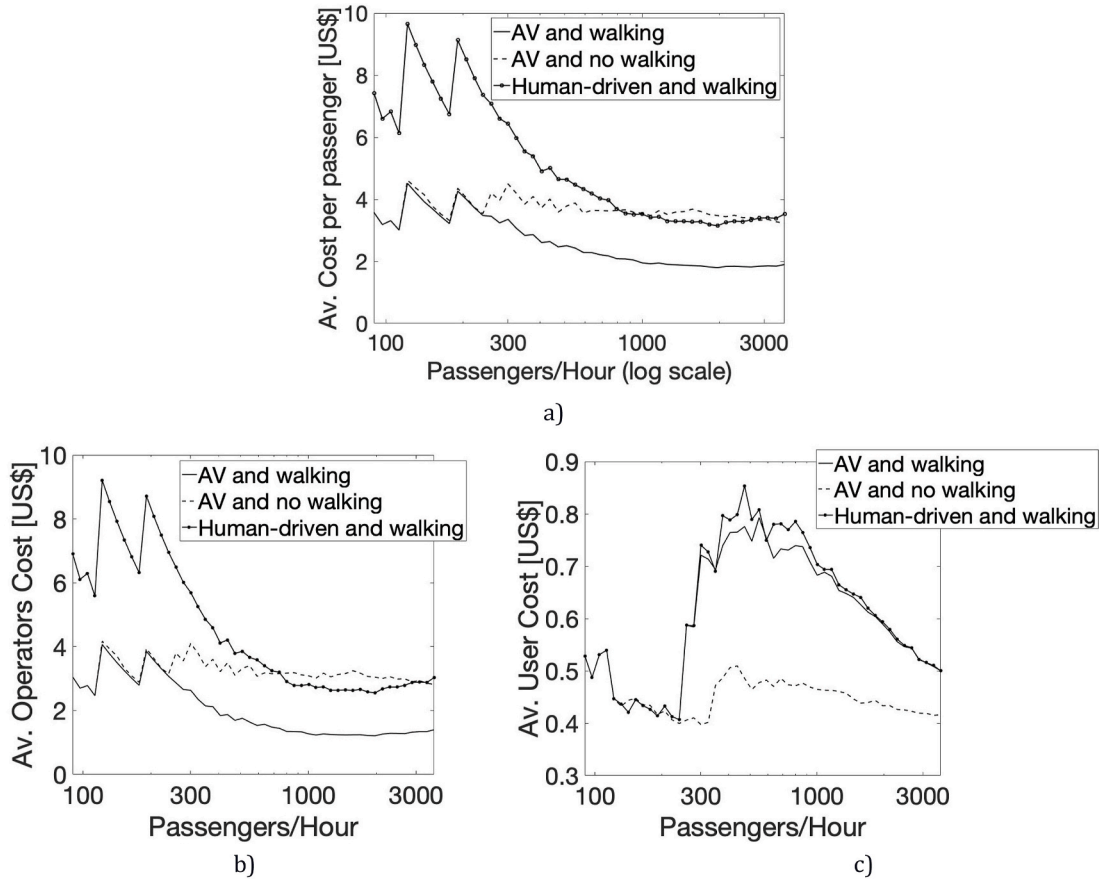 10
8
6
4
2
0
Av. Cost per passenger [US$]
AV and walking
AV and no walking
Human-driven and walking
100 300 1000 3000
Passengers/Hour (log scale)
a)
10
8
6
4
2
0
Av. Operators Cost [US$]
AV and walking
AV and no walking
Human-driven and walking
100 300 1000 3000
Passengers/Hour
b)
0.9
0.8
0.7
0.6
0.5
0.4
0.3
Av. User Cost [US$]
AV and walking
AV and no walking
Human-driven and walking
100 300 1000 3000
Passengers/Hour
c)